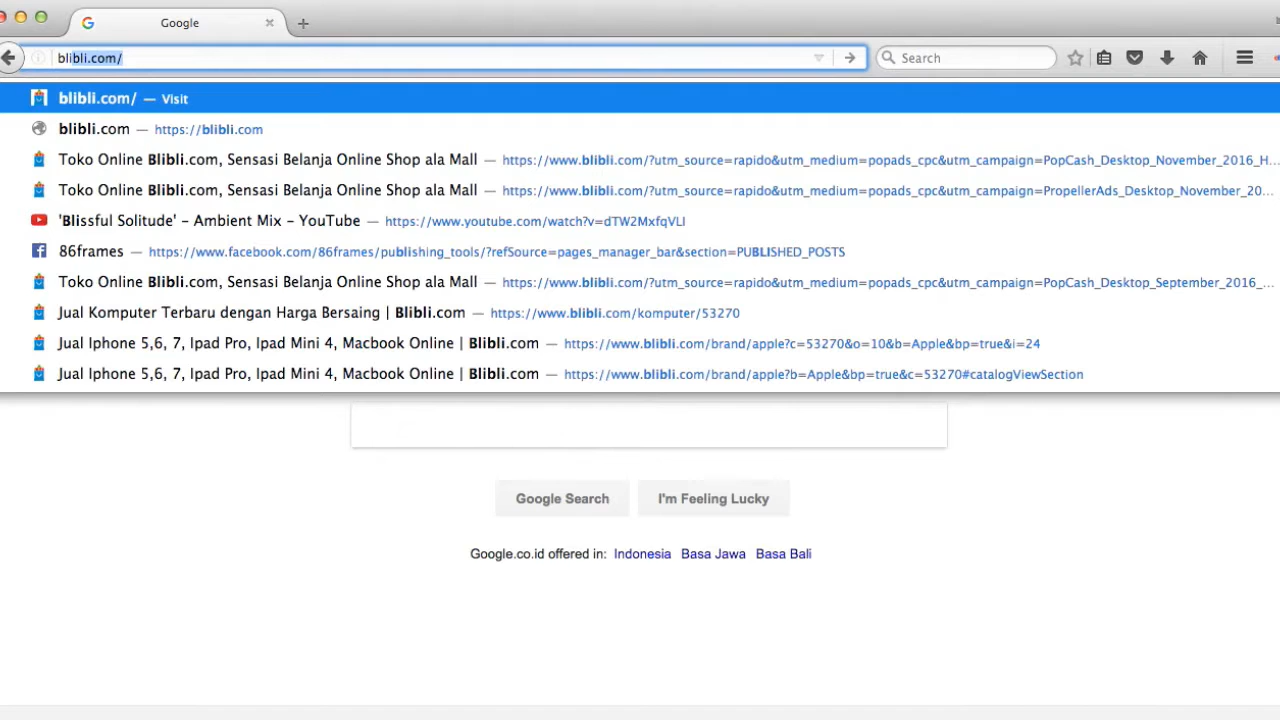 Google
blibli.com/
Search
blibli.com/ — Visit
blibli.com — https://blibli.com
Toko Online Blibli.com, Sensasi Belanja Online Shop ala Mall — https://www.blibli.com/?utm_source=rapido&utm_medium=popads_cpc&utm_campaign=PopCash_Desktop_November_2016_H...
Toko Online Blibli.com, Sensasi Belanja Online Shop ala Mall — https://www.blibli.com/?utm_source=rapido&utm_medium=popads_cpc&utm_campaign=PropellerAds_Desktop_November_20...
'Blissful Solitude' – Ambient Mix – YouTube — https://www.youtube.com/watch?v=dTW2MxfqVLI
86frames — https://www.facebook.com/86frames/publishing_tools/?refSource=pages_manager_bar&section=PUBLISHED_POSTS
Toko Online Blibli.com, Sensasi Belanja Online Shop ala Mall — https://www.blibli.com/?utm_source=rapido&utm_medium=popads_cpc&utm_campaign=PopCash_Desktop_September_2016_...
Jual Komputer Terbaru dengan Harga Bersaing | Blibli.com — https://www.blibli.com/komputer/53270
Jual Iphone 5,6, 7, Ipad Pro, Ipad Mini 4, Macbook Online | Blibli.com — https://www.blibli.com/brand/apple?c=53270&o=10&b=Apple&bp=true&i=24
Jual Iphone 5,6, 7, Ipad Pro, Ipad Mini 4, Macbook Online | Blibli.com — https://www.blibli.com/brand/apple?b=Apple&bp=true&c=53270#catalogViewSection
Google Search I'm Feeling Lucky
Google.co.id offered in: Indonesia Basa Jawa Basa Bali